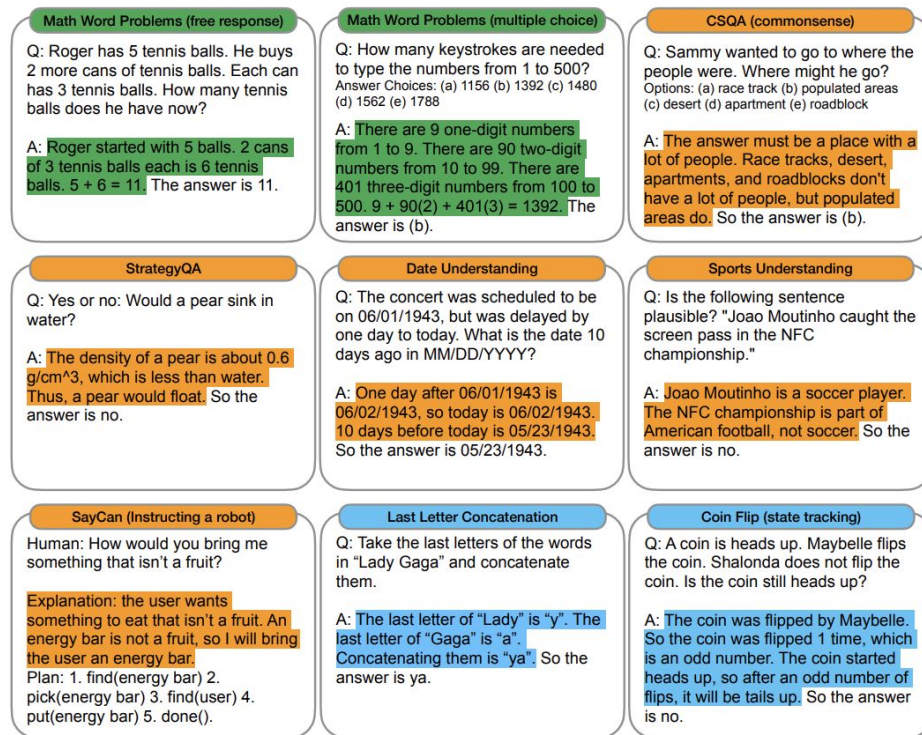 Math Word Problems (free response)
Q: Roger has 5 tennis balls. He buys
2 more cans of tennis balls. Each can
has 3 tennis balls. How many tennis
balls does he have now?
A: Roger started with 5 balls. 2 cans
of 3 tennis balls each is 6 tennis
balls. 5 + 6 = 11. The answer is 11.
Math Word Problems (multiple choice)
Q: How many keystrokes are needed
to type the numbers from 1 to 500?
Answer Choices: (a) 1156 (b) 1392 (c) 1480
(d) 1562 (e) 1788
A: There are 9 one-digit numbers
from 1 to 9. There are 90 two-digit
numbers from 10 to 99. There are
401 three-digit numbers from 100 to
500. 9 + 90(2) + 401(3) = 1392. The
answer is (b).
CSQA (commonsense)
Q: Sammy wanted to go to where the
people were. Where might he go?
Options: (a) race track (b) populated areas
(c) desert (d) apartment (e) roadblock
A: The answer must be a place with a
lot of people. Race tracks, desert,
apartments, and roadblocks don't
have a lot of people, but populated
areas do. So the answer is (b).
StrategyQA
Q: Yes or no: Would a pear sink in
water?
A: The density of a pear is about 0.6
g/cm^3, which is less than water.
Thus, a pear would float. So the
answer is no.
Date Understanding
Q: The concert was scheduled to be
on 06/01/1943, but was delayed by
one day to today. What is the date 10
days ago in MM/DD/YYYY?
A: One day after 06/01/1943 is
06/02/1943, so today is 06/02/1943.
10 days before today is 05/23/1943.
So the answer is 05/23/1943.
Sports Understanding
Q: Is the following sentence
plausible? "Joao Moutinho caught the
screen pass in the NFC
championship."
A: Joao Moutinho is a soccer player.
The NFC championship is part of
American football, not soccer. So the
answer is no.
SayCan (Instructing a robot)
Human: How would you bring me
something that isn’t a fruit?
Explanation: the user wants
something to eat that isn’t a fruit. An
energy bar is not a fruit, so I will bring
the user an energy bar.
Plan: 1. find(energy bar) 2.
pick(energy bar) 3. find(user) 4.
put(energy bar) 5. done().
Last Letter Concatenation
Q: Take the last letters of the words
in “Lady Gaga” and concatenate
them.
A: The last letter of “Lady” is “y”. The
last letter of “Gaga” is “a”.
Concatenating them is “ya”. So the
answer is ya.
Coin Flip (state tracking)
Q: A coin is heads up. Maybelle flips
the coin. Shalonda does not flip the
coin. Is the coin still heads up?
A: The coin was flipped by Maybelle.
So the coin was flipped 1 time, which
is an odd number. The coin started
heads up, so after an odd number of
flips, it will be tails up. So the answer
is no.